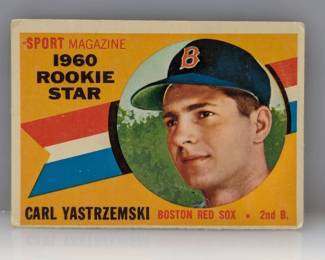 SPORT MAGAZINE
1960
ROOKIE
STAR
B
CARL YASTRZEMSKI BOSTON RED SOX ★ 2nd B.